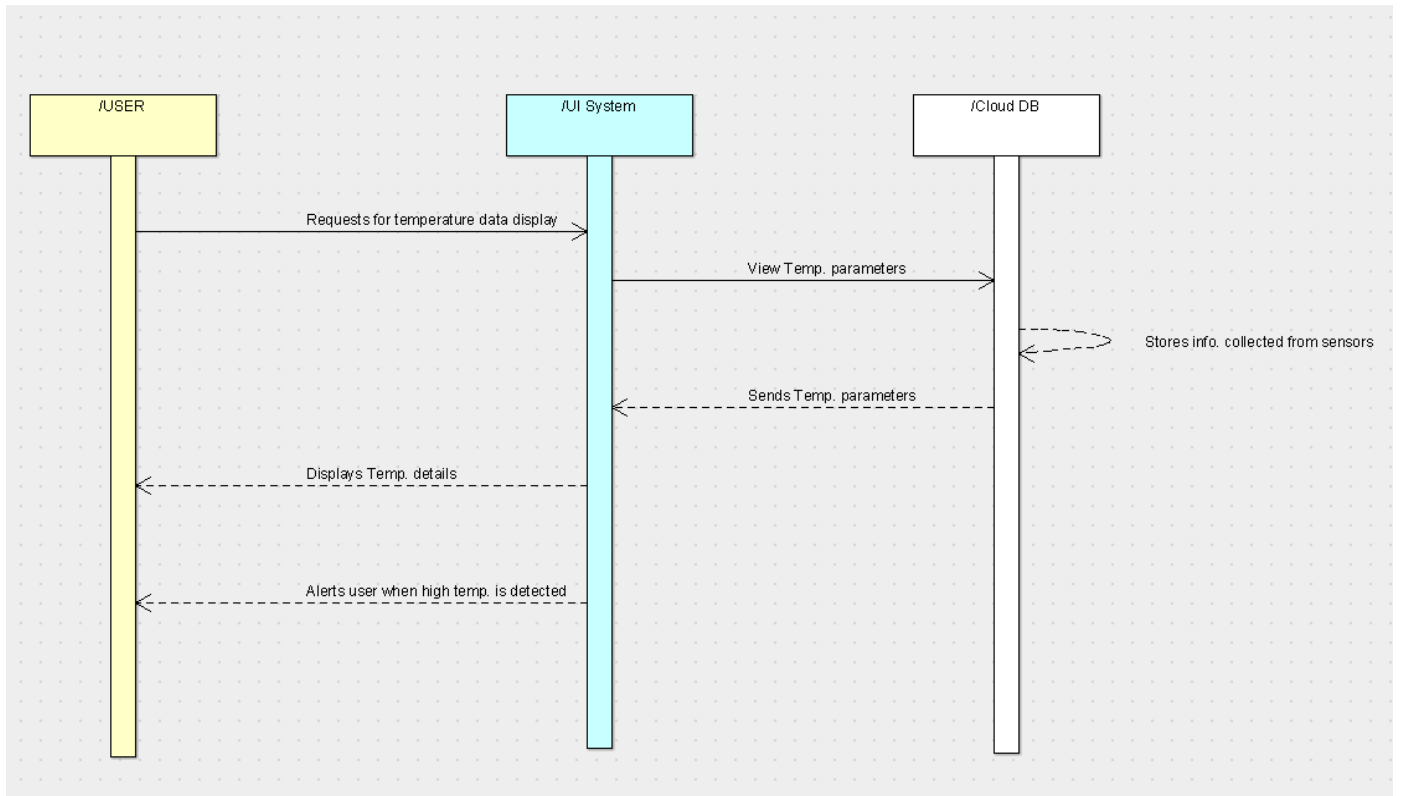 /USER
/UI System
/Cloud DB
Requests for temperature data display
View Temp. parameters
Stores info. collected from sensors
Sends Temp. parameters
Displays Temp. details
Alerts user when high temp. is detected